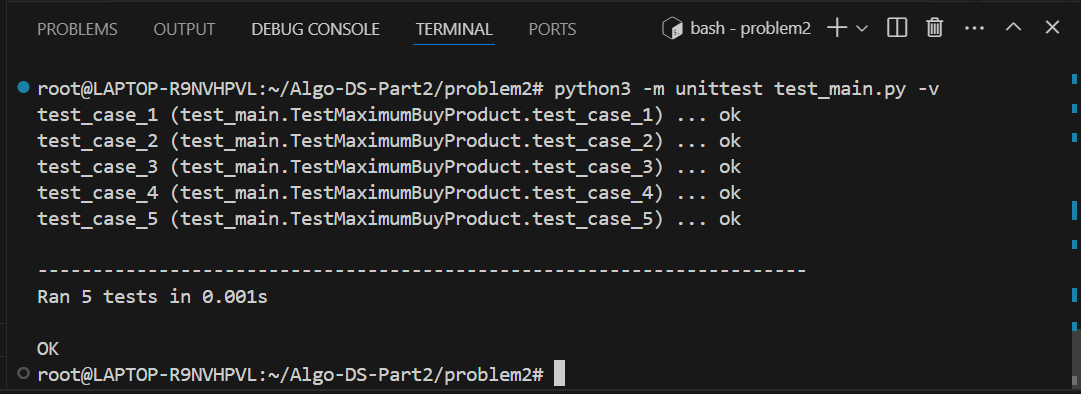 PROBLEMS OUTPUT DEBUG CONSOLE TERMINAL PORTS bash - problem2
root@LAPTOP-R9NVHPVL:~/Algo-DS-Part2/problem2# python3 -m unittest test_main.py -v
test_case_1 (test_main.TestMaximumBuyProduct.test_case_1) ... ok
test_case_2 (test_main.TestMaximumBuyProduct.test_case_2) ... ok
test_case_3 (test_main.TestMaximumBuyProduct.test_case_3) ... ok
test_case_4 (test_main.TestMaximumBuyProduct.test_case_4) ... ok
test_case_5 (test_main.TestMaximumBuyProduct.test_case_5) ... ok
----------------------------------------------------------------------
Ran 5 tests in 0.001s
OK
root@LAPTOP-R9NVHPVL:~/Algo-DS-Part2/problem2#